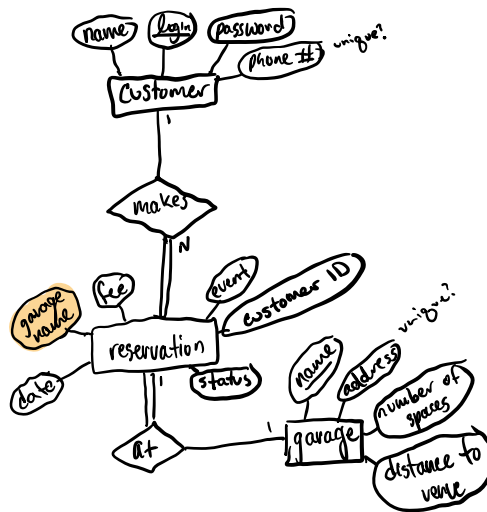 name
login
password
phone #
unique?
customer
1
makes
N
fee
event
customer ID
garage
name
reservation
date
status
1
at
1
name
address
unique?
garage
number of
spaces
distance to
venue